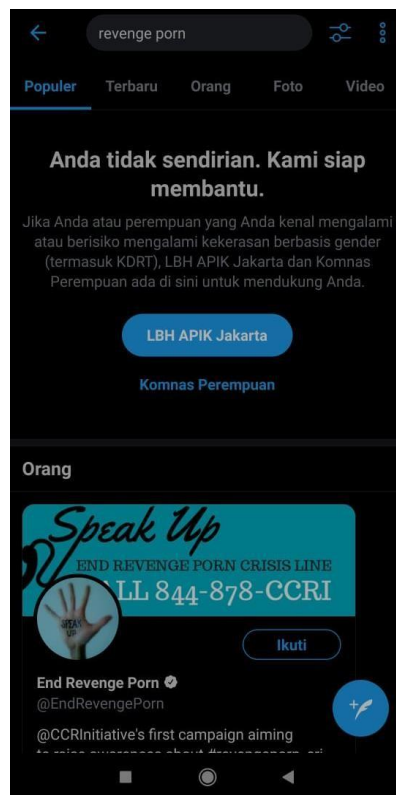 revenge porn
Populer Terbaru Orang Foto Video
Anda tidak sendirian. Kami siap
membantu.
Jika Anda atau perempuan yang Anda kenal mengalami
atau berisiko mengalami kekerasan berbasis gender
(termasuk KDRT), LBH APIK Jakarta dan Komnas
Perempuan ada di sini untuk mendukung Anda.
LBH APIK Jakarta
Komnas Perempuan
Orang
Speak Up
END REVENGE PORN CRISIS LINE
ALL 844-878-CCRI
SPEAK
UP
Ikuti
End Revenge Porn
@EndRevengePorn
@CCRInitiative's first campaign aiming